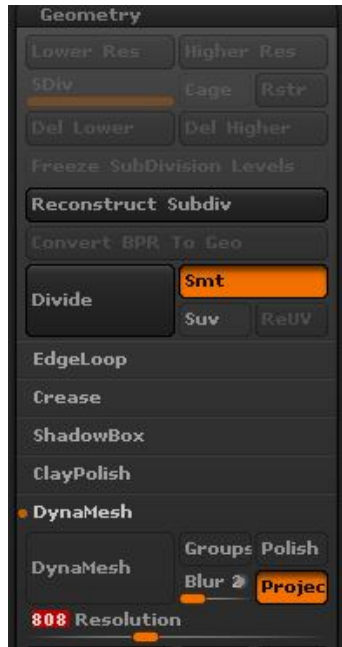 Geometry
Lower Res Higher Res
SDiv Cage Rstr
Del Lower Del Higher
Freeze SubDivision Levels
Reconstruct Subdiv
Convert BPR To Geo
Divide Smt
Suv ReUV
EdgeLoop
Crease
ShadowBox
ClayPolish
DynaMesh
DynaMesh Groups Polish
Blur 2 Projec
808 Resolution